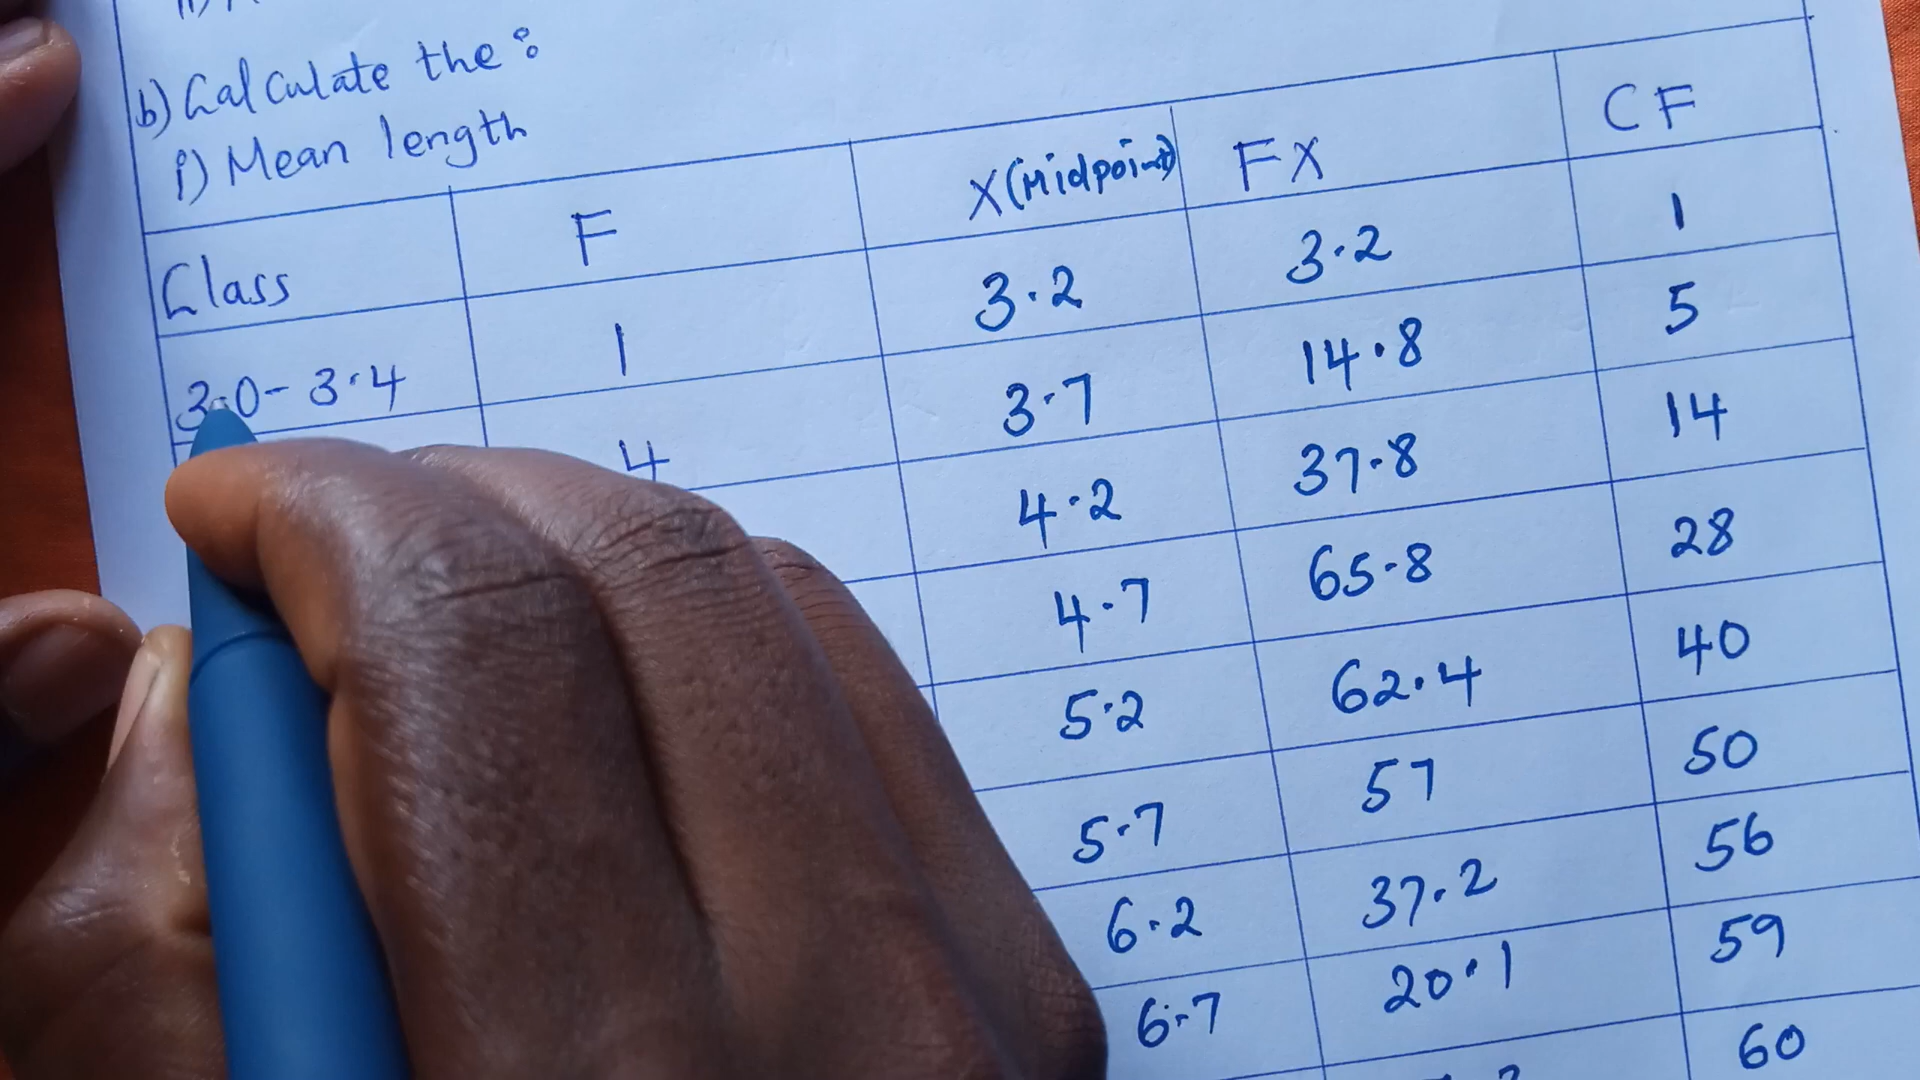 b) Calculate the :
i) Mean length
Class F X(Midpoint) FX CF
3.0- 3.4 1 3.2 3.2 1
4 3.7 14.8 5
4.2 37.8 14
4.7 65.8 28
5.2 62.4 40
5.7 57 50
6.2 37.2 56
6.7 20.1 59
60